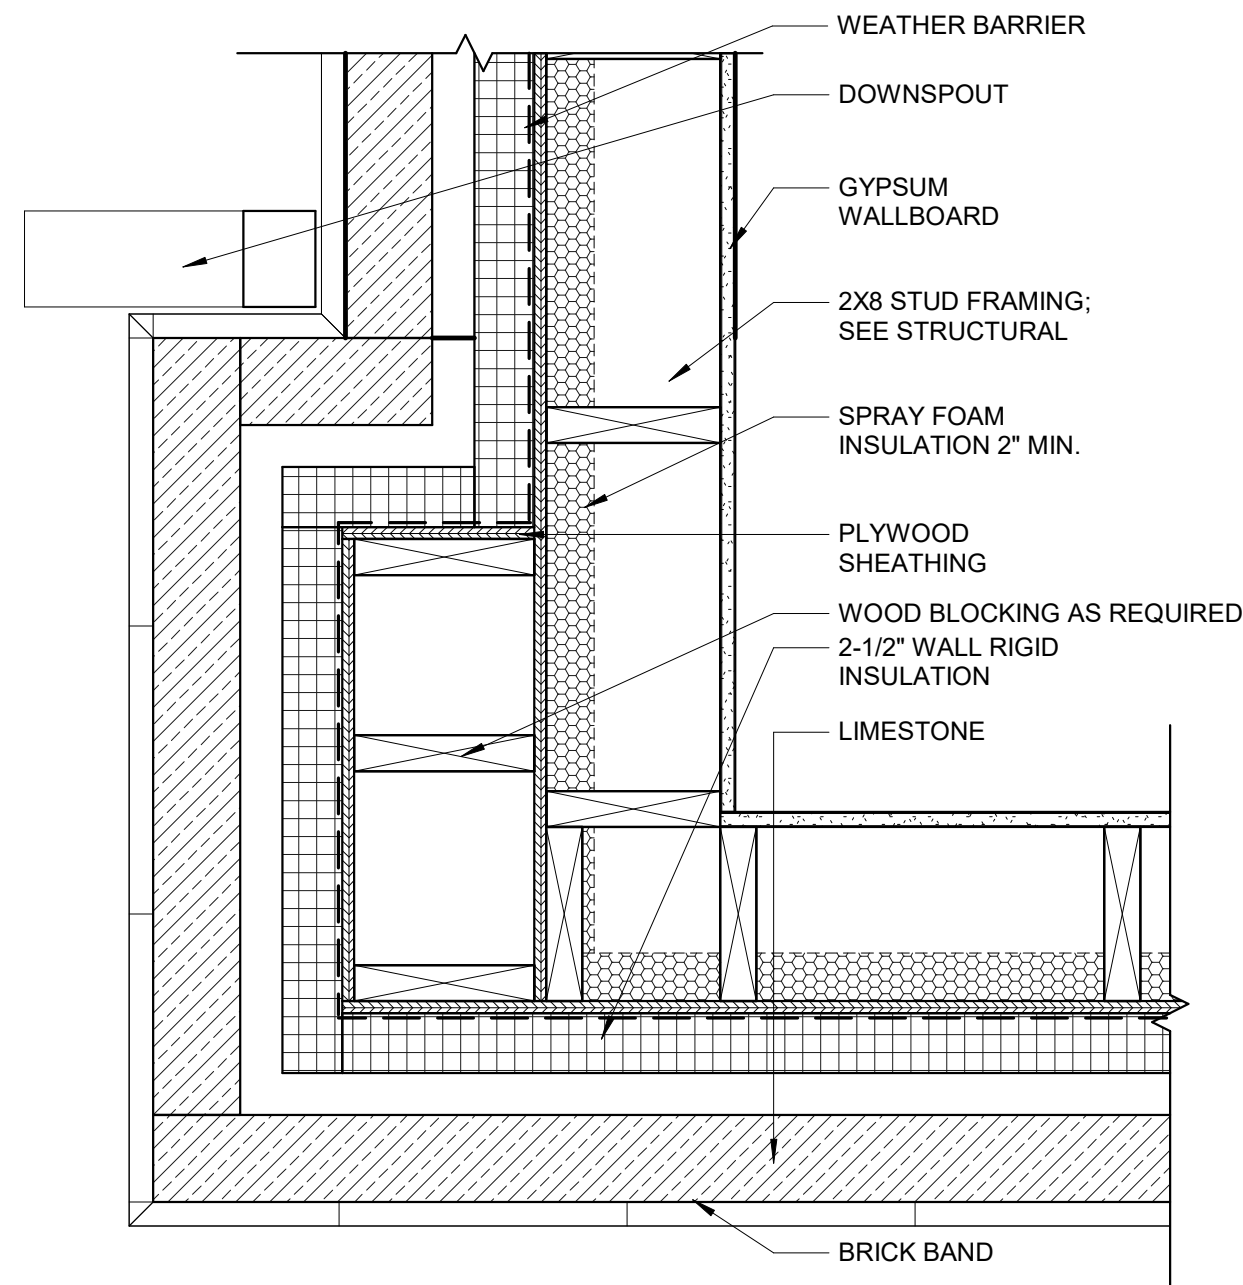 WEATHER BARRIER
DOWNSPOUT
GYPSUM
WALLBOARD
2X8 STUD FRAMING;
SEE STRUCTURAL
SPRAY FOAM
INSULATION 2" MIN.
PLYWOOD
SHEATHING
WOOD BLOCKING AS REQUIRED
2-1/2" WALL RIGID
INSULATION
LIMESTONE
BRICK BAND